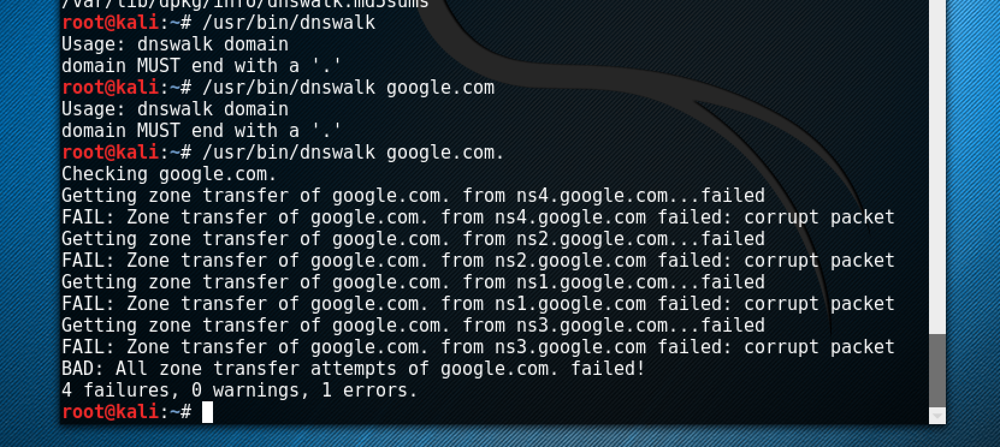 /var/lib/dpkg/info/dnswalk.md5sums
root@kali:~# /usr/bin/dnswalk
Usage: dnswalk domain
domain MUST end with a '.'
root@kali:~# /usr/bin/dnswalk google.com
Usage: dnswalk domain
domain MUST end with a '.'
root@kali:~# /usr/bin/dnswalk google.com.
Checking google.com.
Getting zone transfer of google.com. from ns4.google.com...failed
FAIL: Zone transfer of google.com. from ns4.google.com failed: corrupt packet
Getting zone transfer of google.com. from ns2.google.com...failed
FAIL: Zone transfer of google.com. from ns2.google.com failed: corrupt packet
Getting zone transfer of google.com. from ns1.google.com...failed
FAIL: Zone transfer of google.com. from ns1.google.com failed: corrupt packet
Getting zone transfer of google.com. from ns3.google.com...failed
FAIL: Zone transfer of google.com. from ns3.google.com failed: corrupt packet
BAD: All zone transfer attempts of google.com. failed!
4 failures, 0 warnings, 1 errors.
root@kali:~#